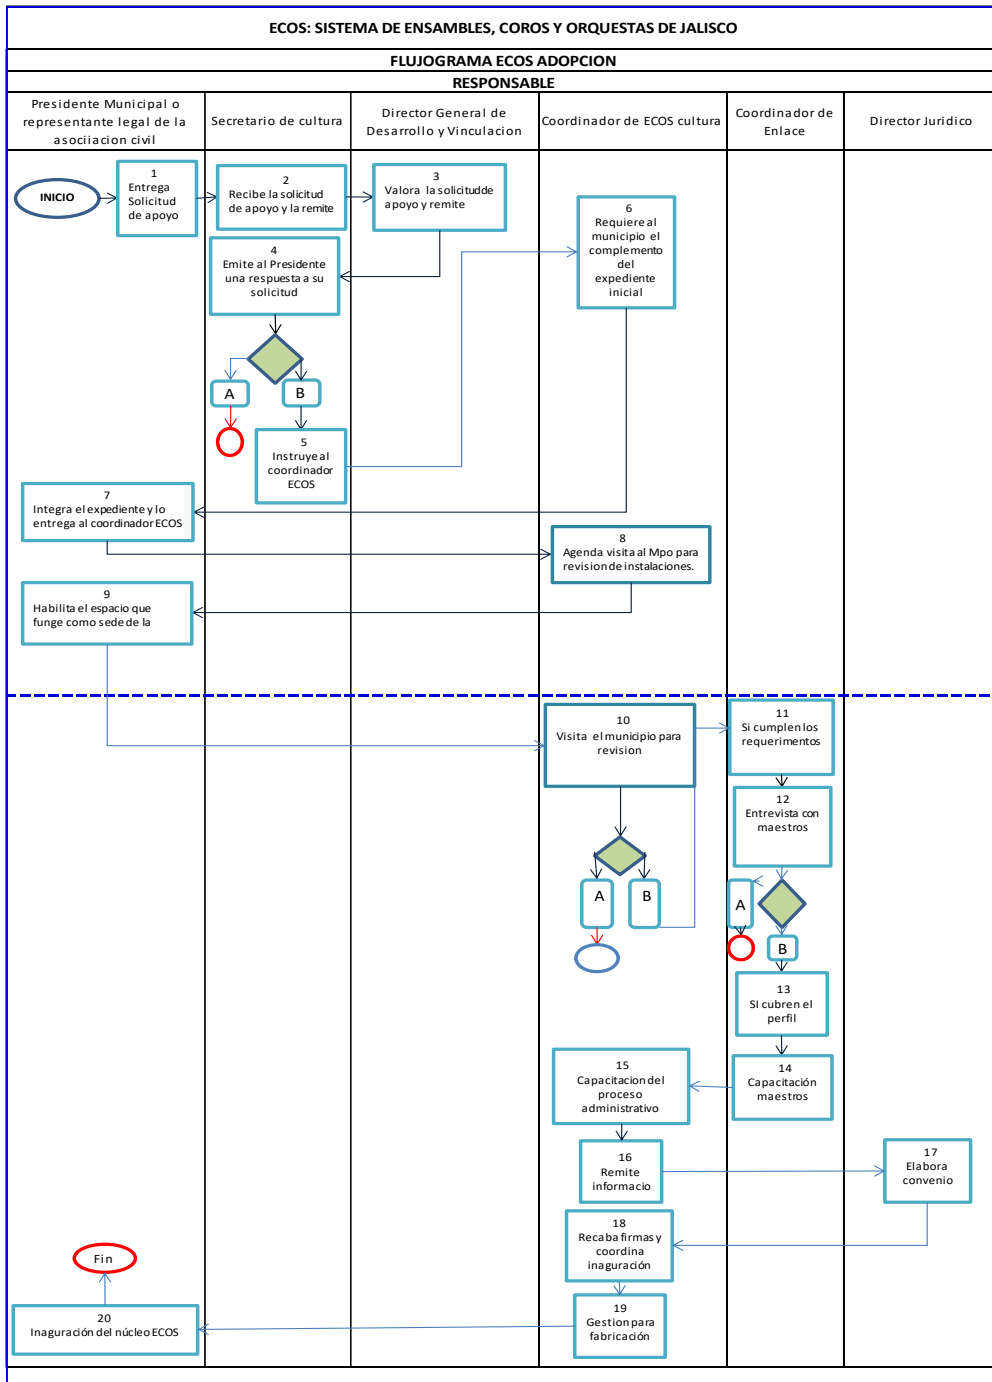 ECOS: SISTEMA DE ENSAMBLES, COROS Y ORQUESTAS DE JALISCO
FLUJOGRAMA ECOS ADOPCION
RESPONSABLE
Presidente Municipal o
representante legal de la
asociiacion civil
Secretario de cultura
Director General de
Desarrollo y Vinculacion
Coordinador de ECOS cultura
Coordinador de
Enlace
Director Juridico
INICIO
1
Entrega
Solicitud
de apoyo
2
Recibe la solicitud
de apoyo y la remite
3
Valora la solicitudde
apoyo y remite
4
Emite al Presidente
una respuesta a su
solicitud
6
Requiere al
municipio el
complemento
del
expediente
inicial
A
B
5
Instruye al
coordinador
ECOS
7
Integra el expediente y lo
entrega al coordinador ECOS
8
Agenda visita al Mpo para
revision de instalaciones.
9
Habilita el espacio que
funge como sede de la
10
Visita el municipio para
revision
11
Si cumplen los
requerimentos
12
Entrevista con
maestros
A
B
A
B
13
SI cubren el
perfil
14
Capacitación
maestros
15
Capacitacion del
proceso
administrativo
16
Remite
informacio
17
Elabora
convenio
18
Recaba firmas y
coordina
inaguración
Fin
19
Gestion para
fabricación
20
Inaguración del núcleo ECOS